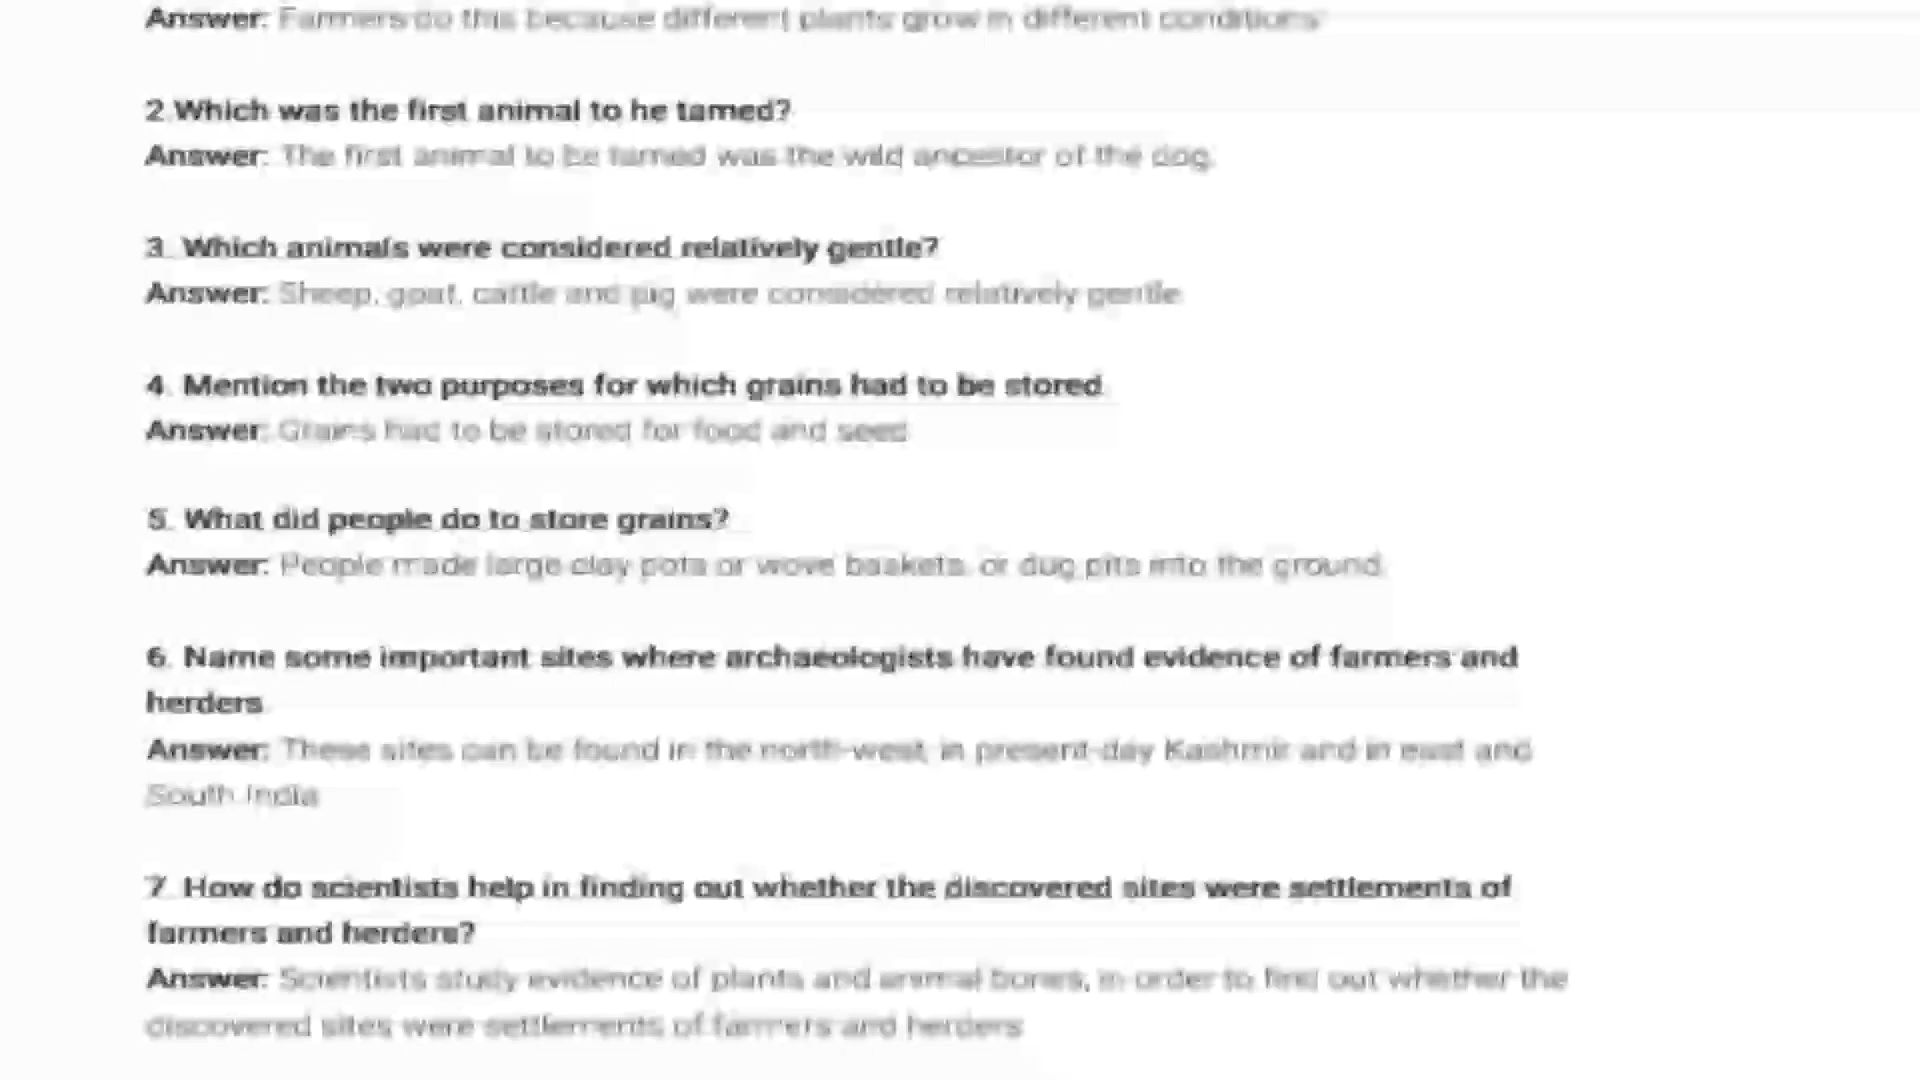 Answer: Farmers do this because different plants grow in different conditions
2.Which was the first animal to he tamed?
Answer: The first animal to be tamed was the wild ancestor of the dog.
3. Which animals were considered relatively gentle?
Answer: Sheep, goat, cattle and pig were considered relatively gentle
4. Mention the two purposes for which grains had to be stored.
Answer: Grains had to be stored for food and seed
5. What did people do to store grains?
Answer: People made large clay pots or wove baskets, or dug pits into the ground.
6. Name some important sites where archaeologists have found evidence of farmers and
herders.
Answer: These sites can be found in the north-west, in present-day Kashmir and in east and
South India
7. How do scientists help in finding out whether the discovered sites were settlements of
farmers and herders?
Answer: Scientists study evidence of plants and animal bones, in order to find out whether the
discovered sites were settlements of farmers and herders